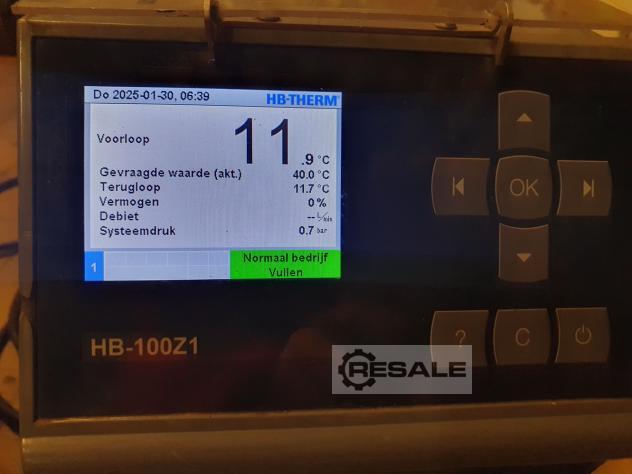 Do 2025-01-30, 06:39 HB-THERM®
Voorloop 11.9 °C
Gevraagde waarde (akt.) 40.0 °C
Terugloop 11.7 °C
Vermogen 0 %
Debiet -- L/min
Systeemdruk 0.7 bar
1 Normaal bedrijf
Vullen
OK
HB-100Z1
? C
RESALE